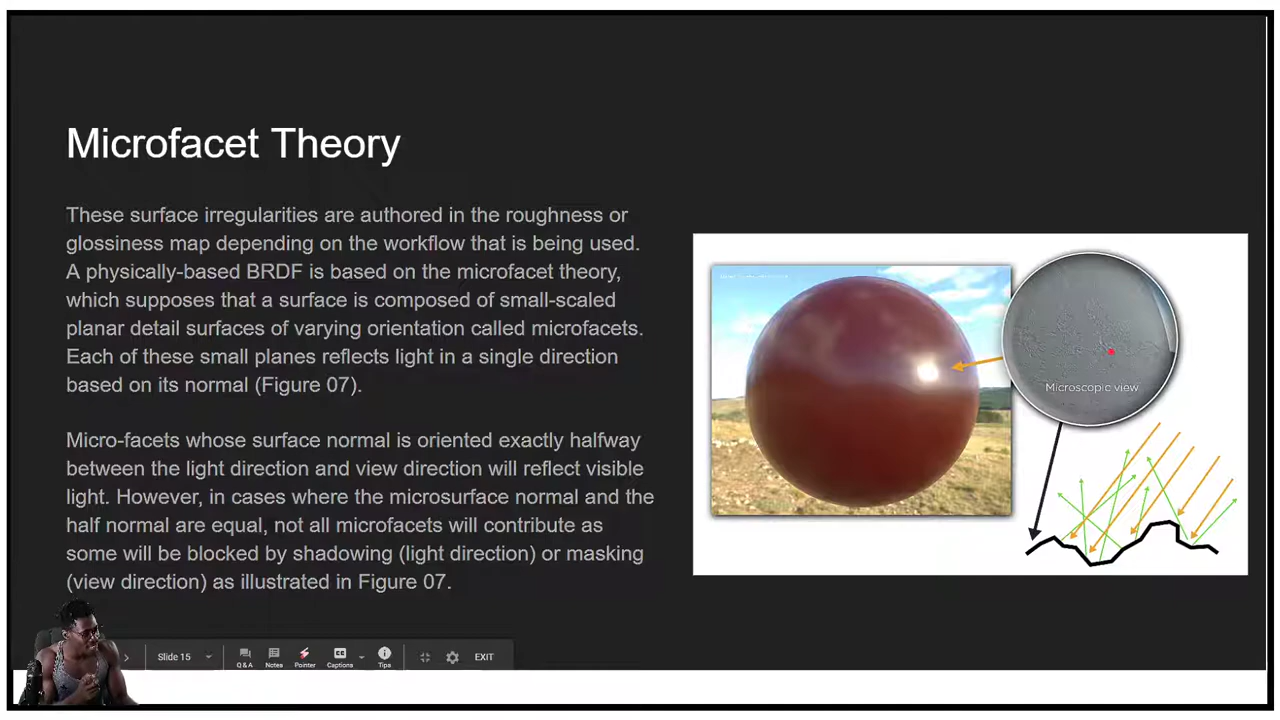 Microfacet Theory
These surface irregularities are authored in the roughness or
glossiness map depending on the workflow that is being used.
A physically-based BRDF is based on the microfacet theory,
which supposes that a surface is composed of small-scaled
planar detail surfaces of varying orientation called microfacets.
Each of these small planes reflects light in a single direction
based on its normal (Figure 07).
Micro-facets whose surface normal is oriented exactly halfway
between the light direction and view direction will reflect visible
light. However, in cases where the microsurface normal and the
half normal are equal, not all microfacets will contribute as
some will be blocked by shadowing (light direction) or masking
(view direction) as illustrated in Figure 07.
Microscopic view
Slide 15
Q&A
Notes
Pointer
Captions
Tips
EXIT